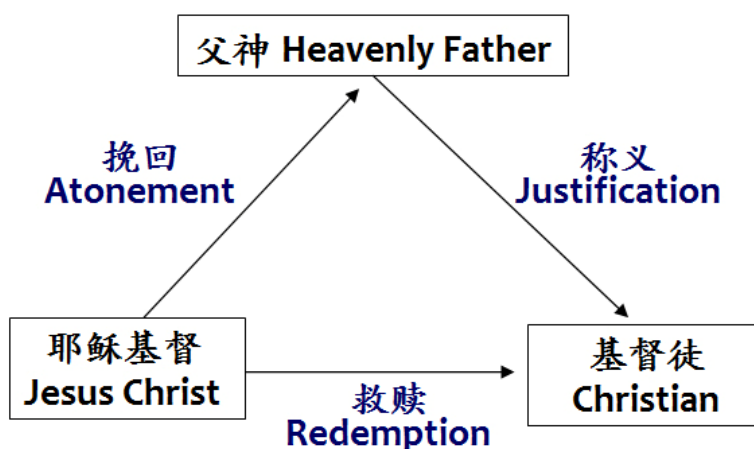 父神 Heavenly Father
挽回
Atonement
称义
Justification
耶稣基督
Jesus Christ
基督徒
Christian
救赎
Redemption